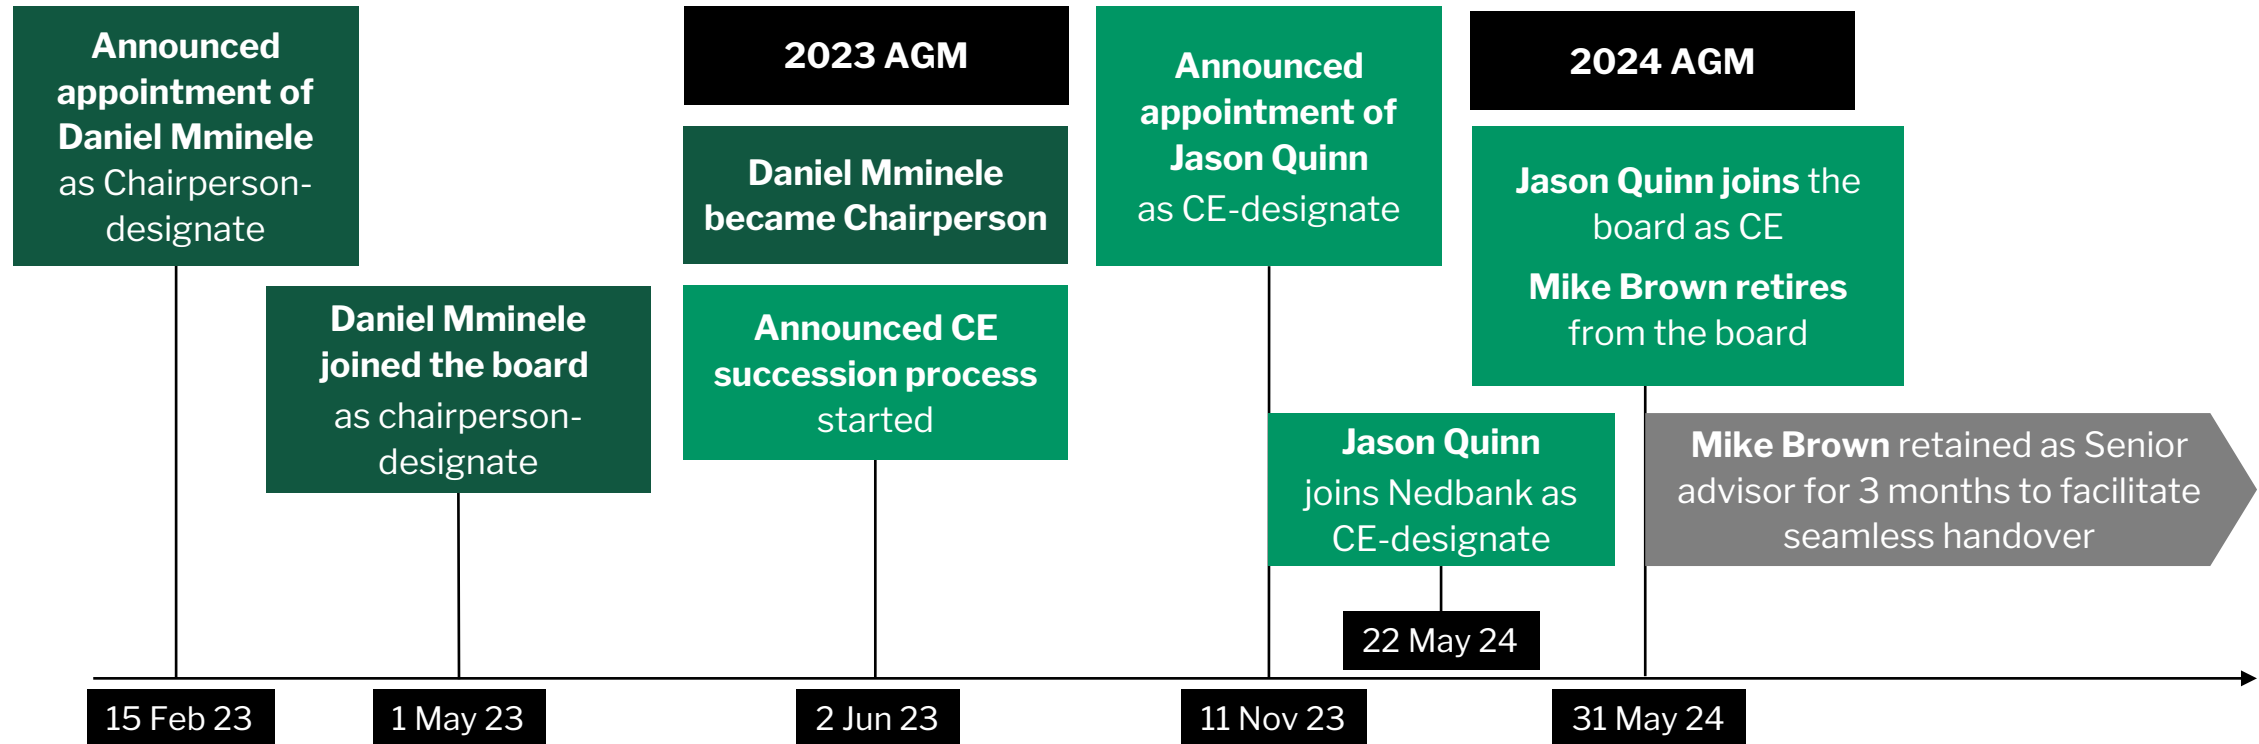 Announced
appointment of
Daniel Mminele
as Chairperson-
designate
Daniel Mminele
joined the board
as chairperson-
designate
2023 AGM
Daniel Mminele
became Chairperson
Announced CE
succession process
started
Announced
appointment of
Jason Quinn
as CE-designate
Jason Quinn
joins Nedbank as
CE-designate
2024 AGM
Jason Quinn joins the
board as CE
Mike Brown retires
from the board
Mike Brown retained as Senior
advisor for 3 months to facilitate
seamless handover
22 May 24
15 Feb 23
1 May 23
2 Jun 23
11 Nov 23
31 May 24